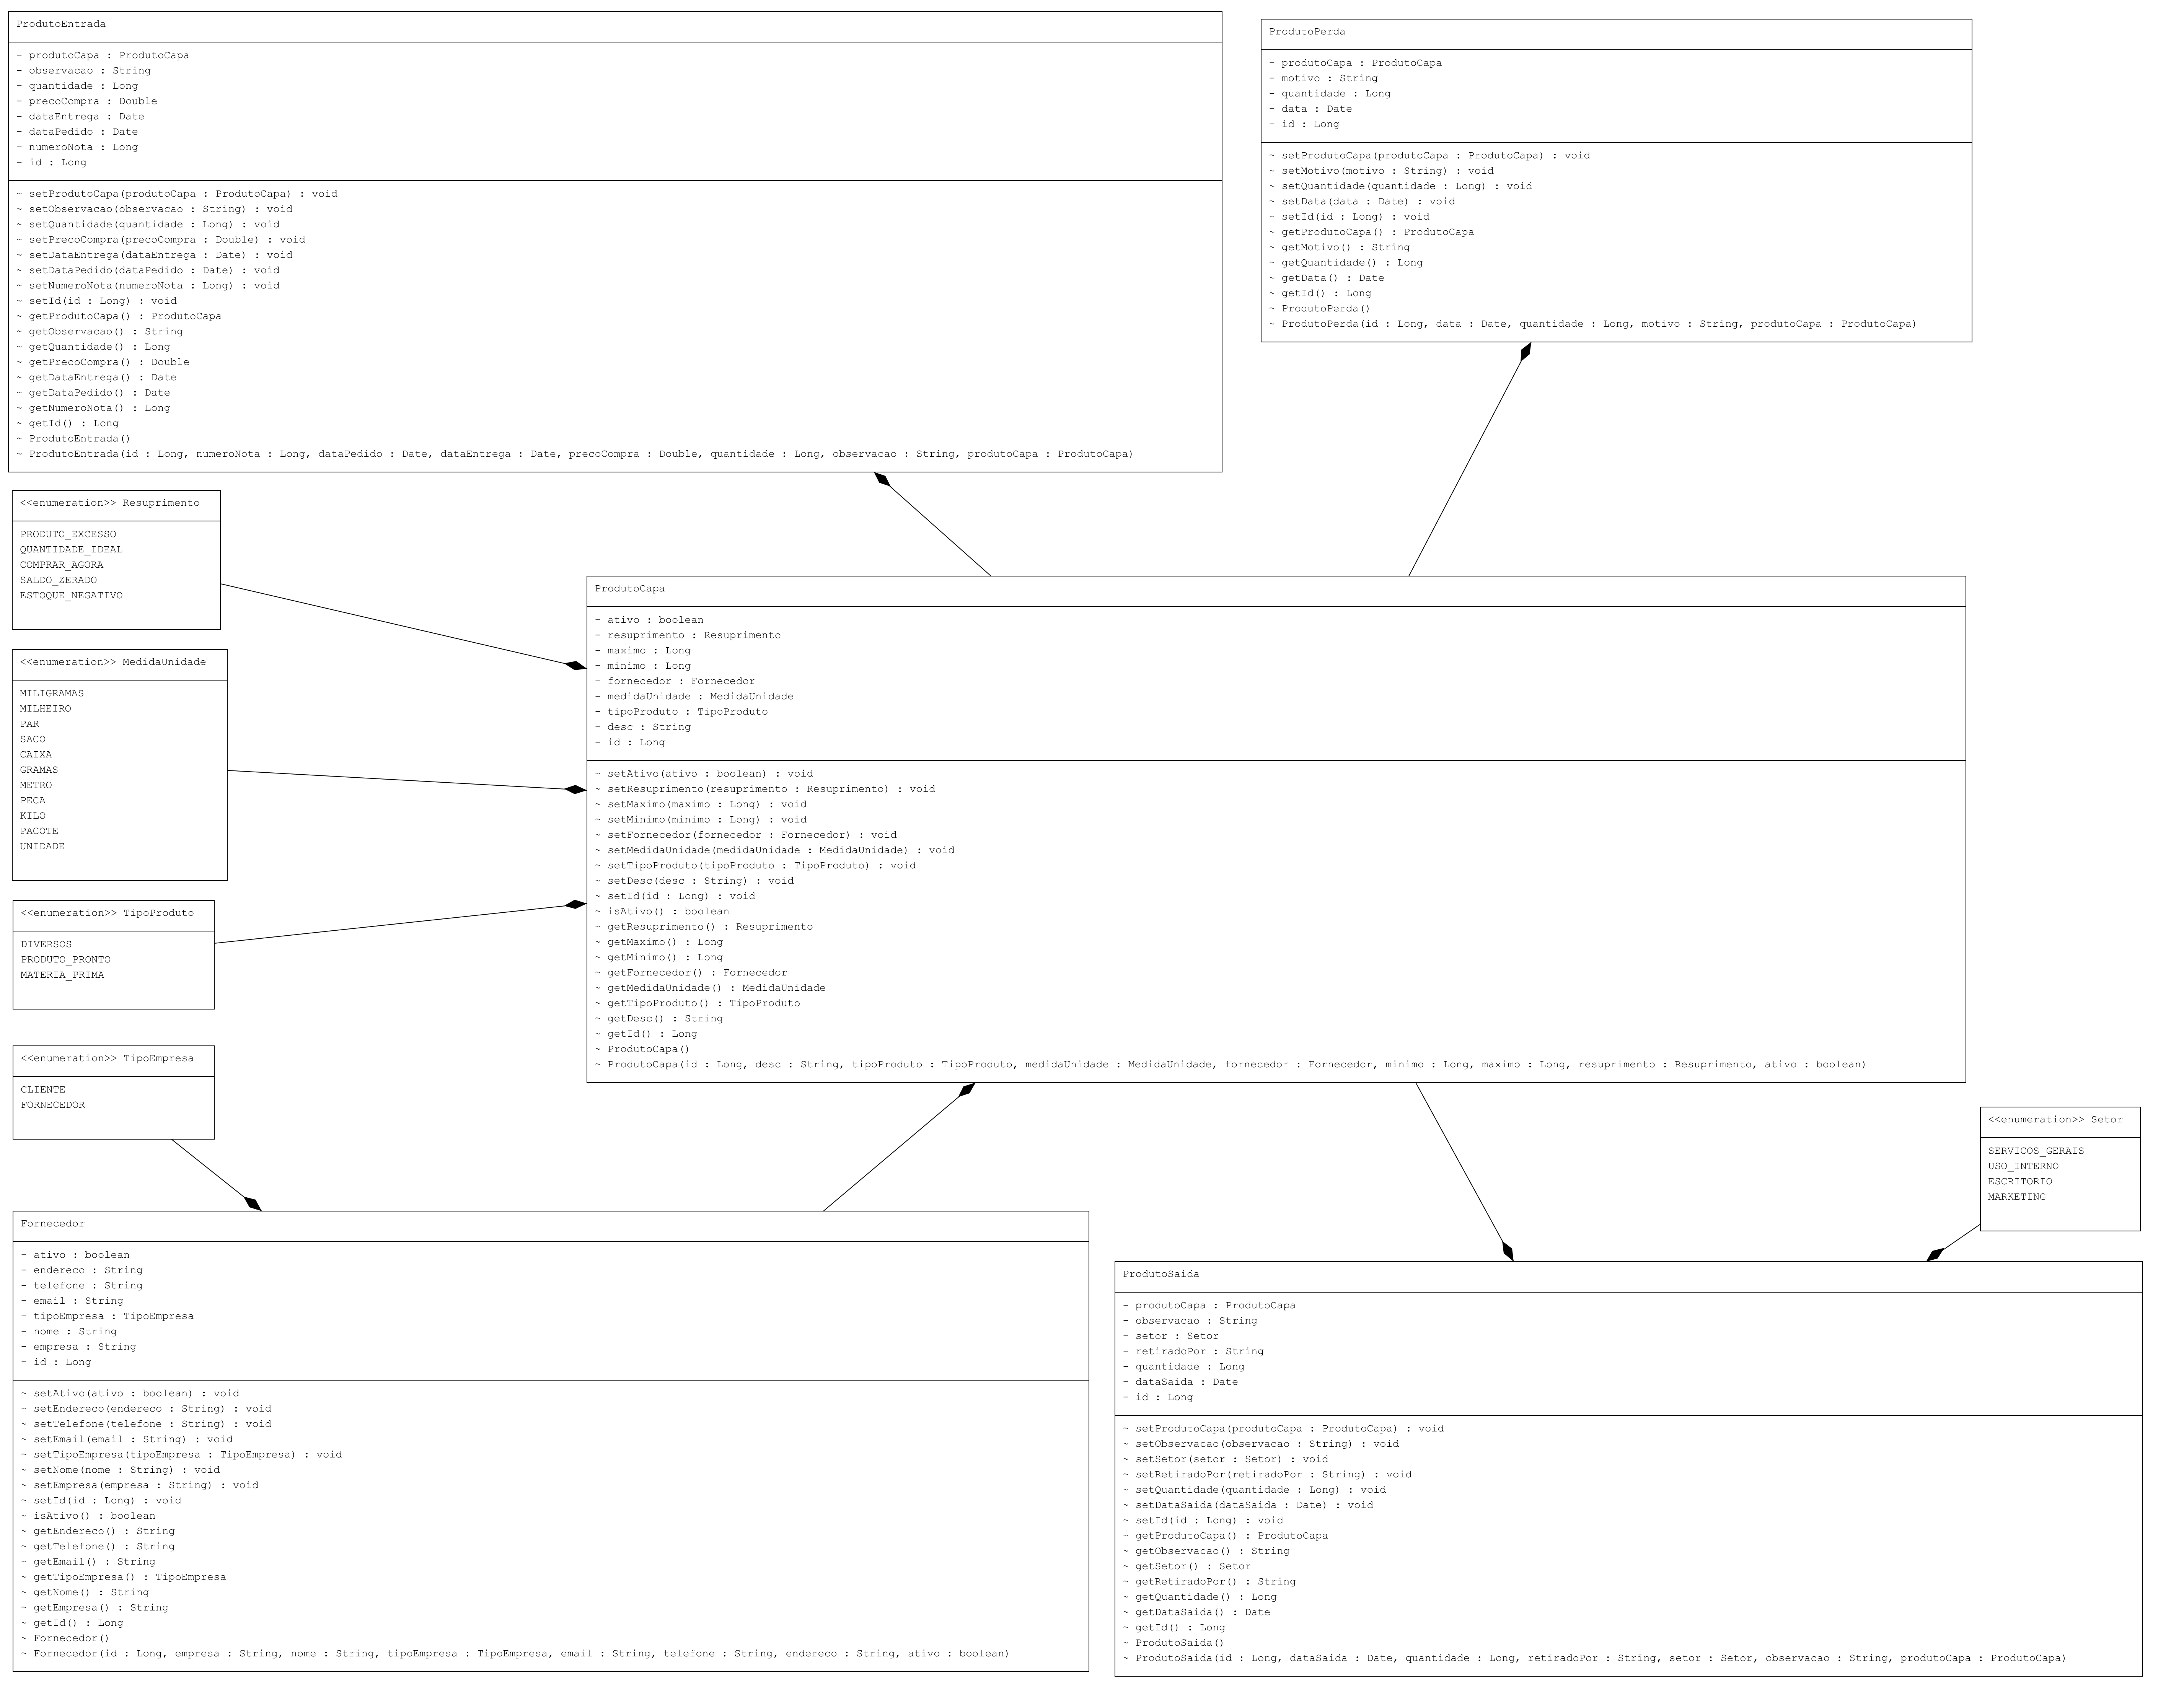 ProdutoEntrada
- produtoCapa : ProdutoCapa
- observacao : String
- quantidade : Long
- precoCompra : Double
- dataEntrega : Date
- dataPedido : Date
- numeroNota : Long
- id : Long
~ setProdutoCapa(produtoCapa : ProdutoCapa) : void
~ setObservacao(observacao : String) : void
~ setQuantidade(quantidade : Long) : void
~ setPrecoCompra(precoCompra : Double) : void
~ setDataEntrega(dataEntrega : Date) : void
~ setDataPedido(dataPedido : Date) : void
~ setNumeroNota(numeroNota : Long) : void
~ setId(id : Long) : void
~ getProdutoCapa() : ProdutoCapa
~ getObservacao() : String
~ getQuantidade() : Long
~ getPrecoCompra() : Double
~ getDataEntrega() : Date
~ getDataPedido() : Date
~ getNumeroNota() : Long
~ getId() : Long
~ ProdutoEntrada()
~ ProdutoEntrada(id : Long, numeroNota : Long, dataPedido : Date, dataEntrega : Date, precoCompra : Double, quantidade : Long, observacao : String, produtoCapa : ProdutoCapa)
ProdutoPerda
- produtoCapa : ProdutoCapa
- motivo : String
- quantidade : Long
- data : Date
- id : Long
~ setProdutoCapa(produtoCapa : ProdutoCapa) : void
~ setMotivo(motivo : String) : void
~ setQuantidade(quantidade : Long) : void
~ setData(data : Date) : void
~ setId(id : Long) : void
~ getProdutoCapa() : ProdutoCapa
~ getMotivo() : String
~ getQuantidade() : Long
~ getData() : Date
~ getId() : Long
~ ProdutoPerda()
~ ProdutoPerda(id : Long, data : Date, quantidade : Long, motivo : String, produtoCapa : ProdutoCapa)
<<enumeration>> Resuprimento
PRODUTO_EXCESSO
QUANTIDADE_IDEAL
COMPRAR_AGORA
SALDO_ZERADO
ESTOQUE_NEGATIVO
<<enumeration>> MedidaUnidade
MILIGRAMAS
MILHEIRO
PAR
SACO
CAIXA
GRAMAS
METRO
PECA
KILO
PACOTE
UNIDADE
<<enumeration>> TipoProduto
DIVERSOS
PRODUTO_PRONTO
MATERIA_PRIMA
<<enumeration>> TipoEmpresa
CLIENTE
FORNECEDOR
ProdutoCapa
- ativo : boolean
- resuprimento : Resuprimento
- maximo : Long
- minimo : Long
- fornecedor : Fornecedor
- medidaUnidade : MedidaUnidade
- tipoProduto : TipoProduto
- desc : String
- id : Long
~ setAtivo(ativo : boolean) : void
~ setResuprimento(resuprimento : Resuprimento) : void
~ setMaximo(maximo : Long) : void
~ setMinimo(minimo : Long) : void
~ setFornecedor(fornecedor : Fornecedor) : void
~ setMedidaUnidade(medidaUnidade : MedidaUnidade) : void
~ setTipoProduto(tipoProduto : TipoProduto) : void
~ setDesc(desc : String) : void
~ setId(id : Long) : void
~ isAtivo() : boolean
~ getResuprimento() : Resuprimento
~ getMaximo() : Long
~ getMinimo() : Long
~ getFornecedor() : Fornecedor
~ getMedidaUnidade() : MedidaUnidade
~ getTipoProduto() : TipoProduto
~ getDesc() : String
~ getId() : Long
~ ProdutoCapa()
~ ProdutoCapa(id : Long, desc : String, tipoProduto : TipoProduto, medidaUnidade : MedidaUnidade, fornecedor : Fornecedor, minimo : Long, maximo : Long, resuprimento : Resuprimento, ativo : boolean)
<<enumeration>> Setor
SERVICOS_GERAIS
USO_INTERNO
ESCRITORIO
MARKETING
Fornecedor
- ativo : boolean
- endereco : String
- telefone : String
- email : String
- tipoEmpresa : TipoEmpresa
- nome : String
- empresa : String
- id : Long
~ setAtivo(ativo : boolean) : void
~ setEndereco(endereco : String) : void
~ setTelefone(telefone : String) : void
~ setEmail(email : String) : void
~ setTipoEmpresa(tipoEmpresa : TipoEmpresa) : void
~ setNome(nome : String) : void
~ setEmpresa(empresa : String) : void
~ setId(id : Long) : void
~ isAtivo() : boolean
~ getEndereco() : String
~ getTelefone() : String
~ getEmail() : String
~ getTipoEmpresa() : TipoEmpresa
~ getNome() : String
~ getEmpresa() : String
~ getId() : Long
~ Fornecedor()
~ Fornecedor(id : Long, empresa : String, nome : String, tipoEmpresa : TipoEmpresa, email : String, telefone : String, endereco : String, ativo : boolean)
ProdutoSaida
- produtoCapa : ProdutoCapa
- observacao : String
- setor : Setor
- retiradoPor : String
- quantidade : Long
- dataSaida : Date
- id : Long
~ setProdutoCapa(produtoCapa : ProdutoCapa) : void
~ setObservacao(observacao : String) : void
~ setSetor(setor : Setor) : void
~ setRetiradoPor(retiradoPor : String) : void
~ setQuantidade(quantidade : Long) : void
~ setDataSaida(dataSaida : Date) : void
~ setId(id : Long) : void
~ getProdutoCapa() : ProdutoCapa
~ getObservacao() : String
~ getSetor() : Setor
~ getRetiradoPor() : String
~ getQuantidade() : Long
~ getDataSaida() : Date
~ getId() : Long
~ ProdutoSaida()
~ ProdutoSaida(id : Long, dataSaida : Date, quantidade : Long, retiradoPor : String, setor : Setor, observacao : String, produtoCapa : ProdutoCapa)